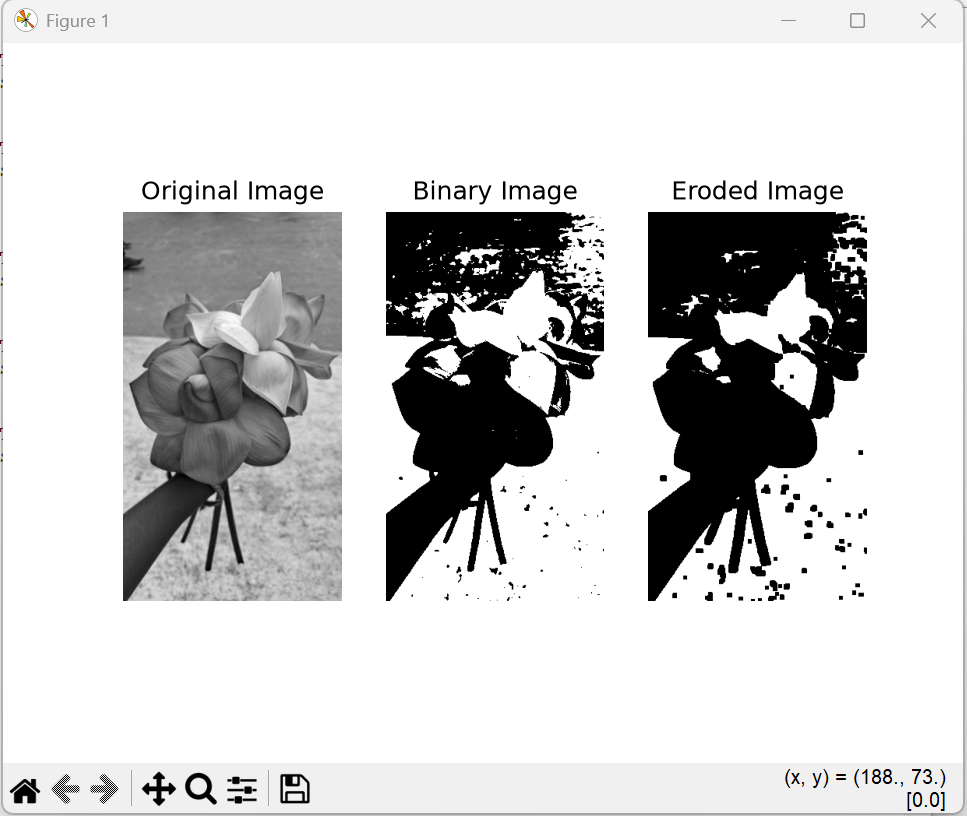 Figure 1
Original Image Binary Image Eroded Image
(x, y) = (188., 73.)
[0.0]